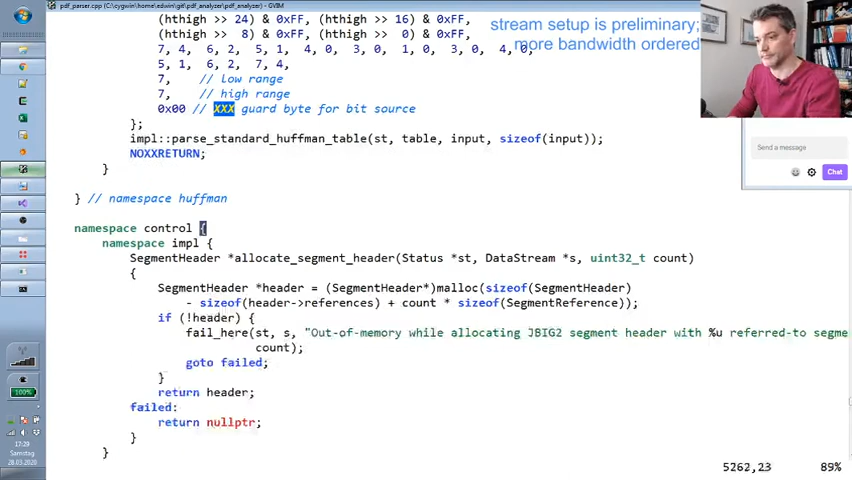 pdf_parser.cpp (C:\cygwin\home\edwin\pdf_analyzer\pdf_analyzer) - GVIM
(hthigh >> 24) & 0xFF, (hthigh >> 16) & 0xFF,
(hthigh >>  8) & 0xFF, (hthigh >>  0) & 0xFF,
7, 4,  6, 2,  5, 1,  4, 0,  3, 0,  1, 0,  3, 0,  4, 0,
5, 1,  6, 2,  7, 4,
7,  // low range
7,  // high range
0x00 // XXX guard byte for bit source
};
impl::parse_standard_huffman_table(st, table, input, sizeof(input));
NOXXRETURN;
}
} // namespace huffman
namespace control {
namespace impl {
SegmentHeader *allocate_segment_header(Status *st, DataStream *s, uint32_t count)
{
SegmentHeader *header = (SegmentHeader*)malloc(sizeof(SegmentHeader)
- sizeof(header->references) + count * sizeof(SegmentReference));
if (!header) {
fail_here(st, s, "Out-of-memory while allocating JBIG2 segment header with %u referred-to segme
count);
goto failed;
}
return header;
failed:
return nullptr;
}
}
5262,23
89%
stream setup is preliminary;
more bandwidth ordered
Send a message
Chat
100%
17:29
Samstag
28.03.2020